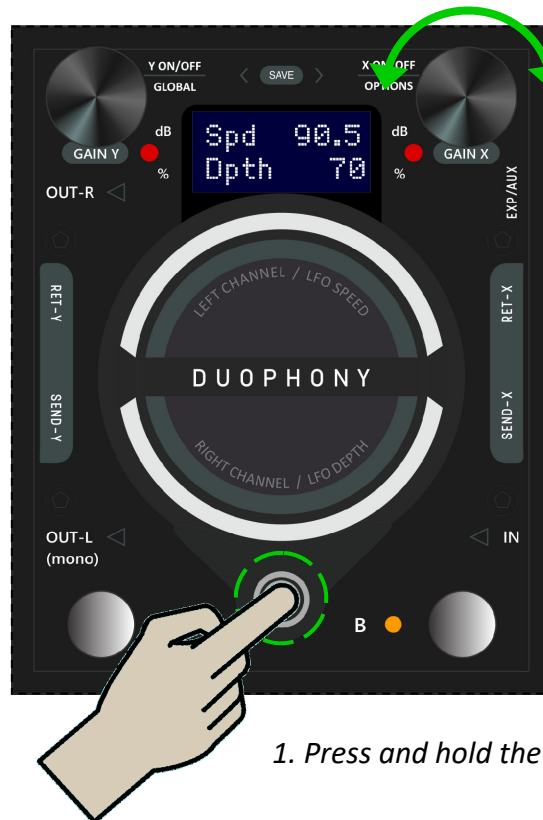 Y ON/OFF
GLOBAL
SAVE
X ON/OFF
OPTIONS
GAIN Y
dB
%
Spd 90.5
Dpth 70
dB
%
GAIN X
OUT-R
EXP/AUX
LEFT CHANNEL / LFO SPEED
RET-Y
RET-X
DUOPHONY
SEND-Y
SEND-X
RIGHT CHANNEL / LFO DEPTH
OUT-L
(mono)
IN
B
1. Press and hold the